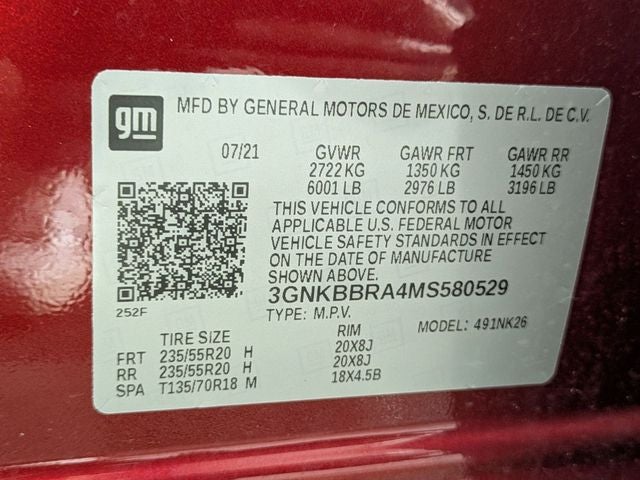 gm
MFD BY GENERAL MOTORS DE MEXICO, S. DE R.L. DE C.V.
07/21 GVWR GAWR FRT GAWR RR
2722 KG 1350 KG 1450 KG
6001 LB 2976 LB 3196 LB
THIS VEHICLE CONFORMS TO ALL
APPLICABLE U.S. FEDERAL MOTOR
VEHICLE SAFETY STANDARDS IN EFFECT
ON THE DATE OF MANUFACTURE
SHOWN ABOVE.
3GNKBBRA4MS580529
252F
TYPE: M.P.V. MODEL: 491NK26
TIRE SIZE RIM
FRT 235/55R20 H 20X8J
RR 235/55R20 H 20X8J
SPA T135/70R18 M 18X4.5B